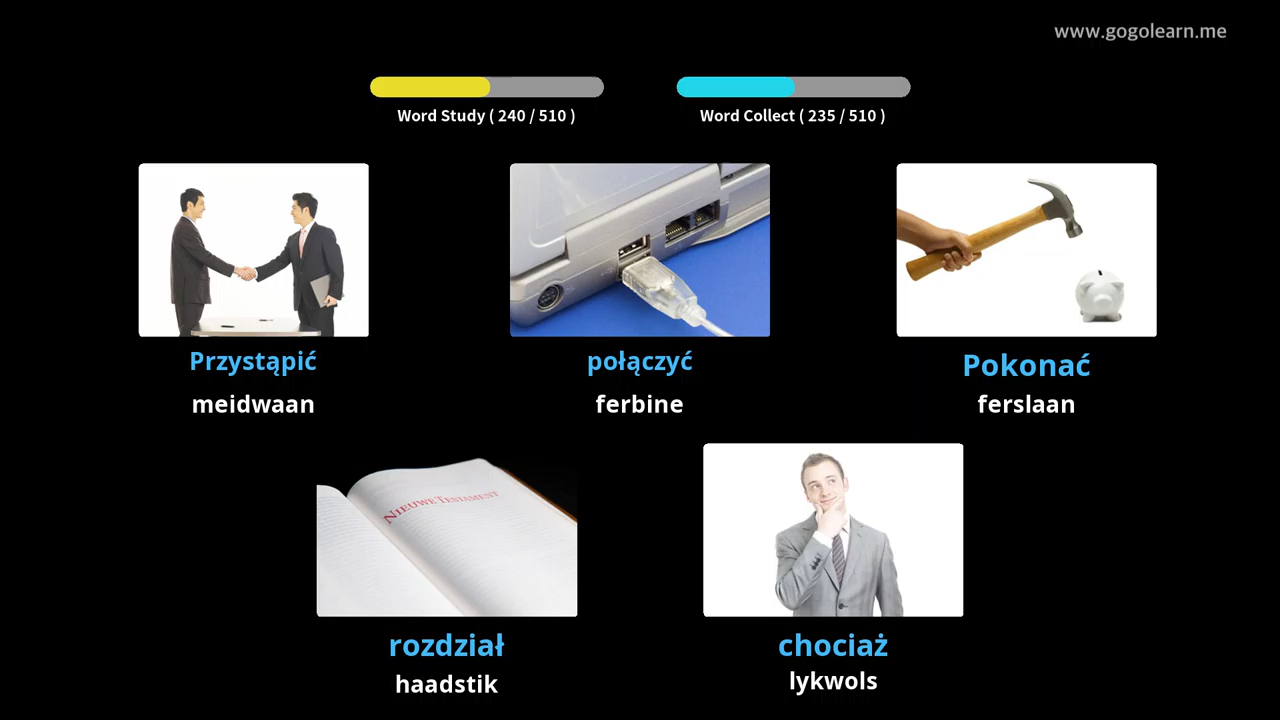 www.gogolearn.me
Word Study ( 240 / 510 )
Word Collect ( 235 / 510 )
Przystąpić
połączyć
Pokonać
meidwaan
ferbine
ferslaan
NIEUWE TESTAMENT
rozdział
chociaż
haadstik
lykwols